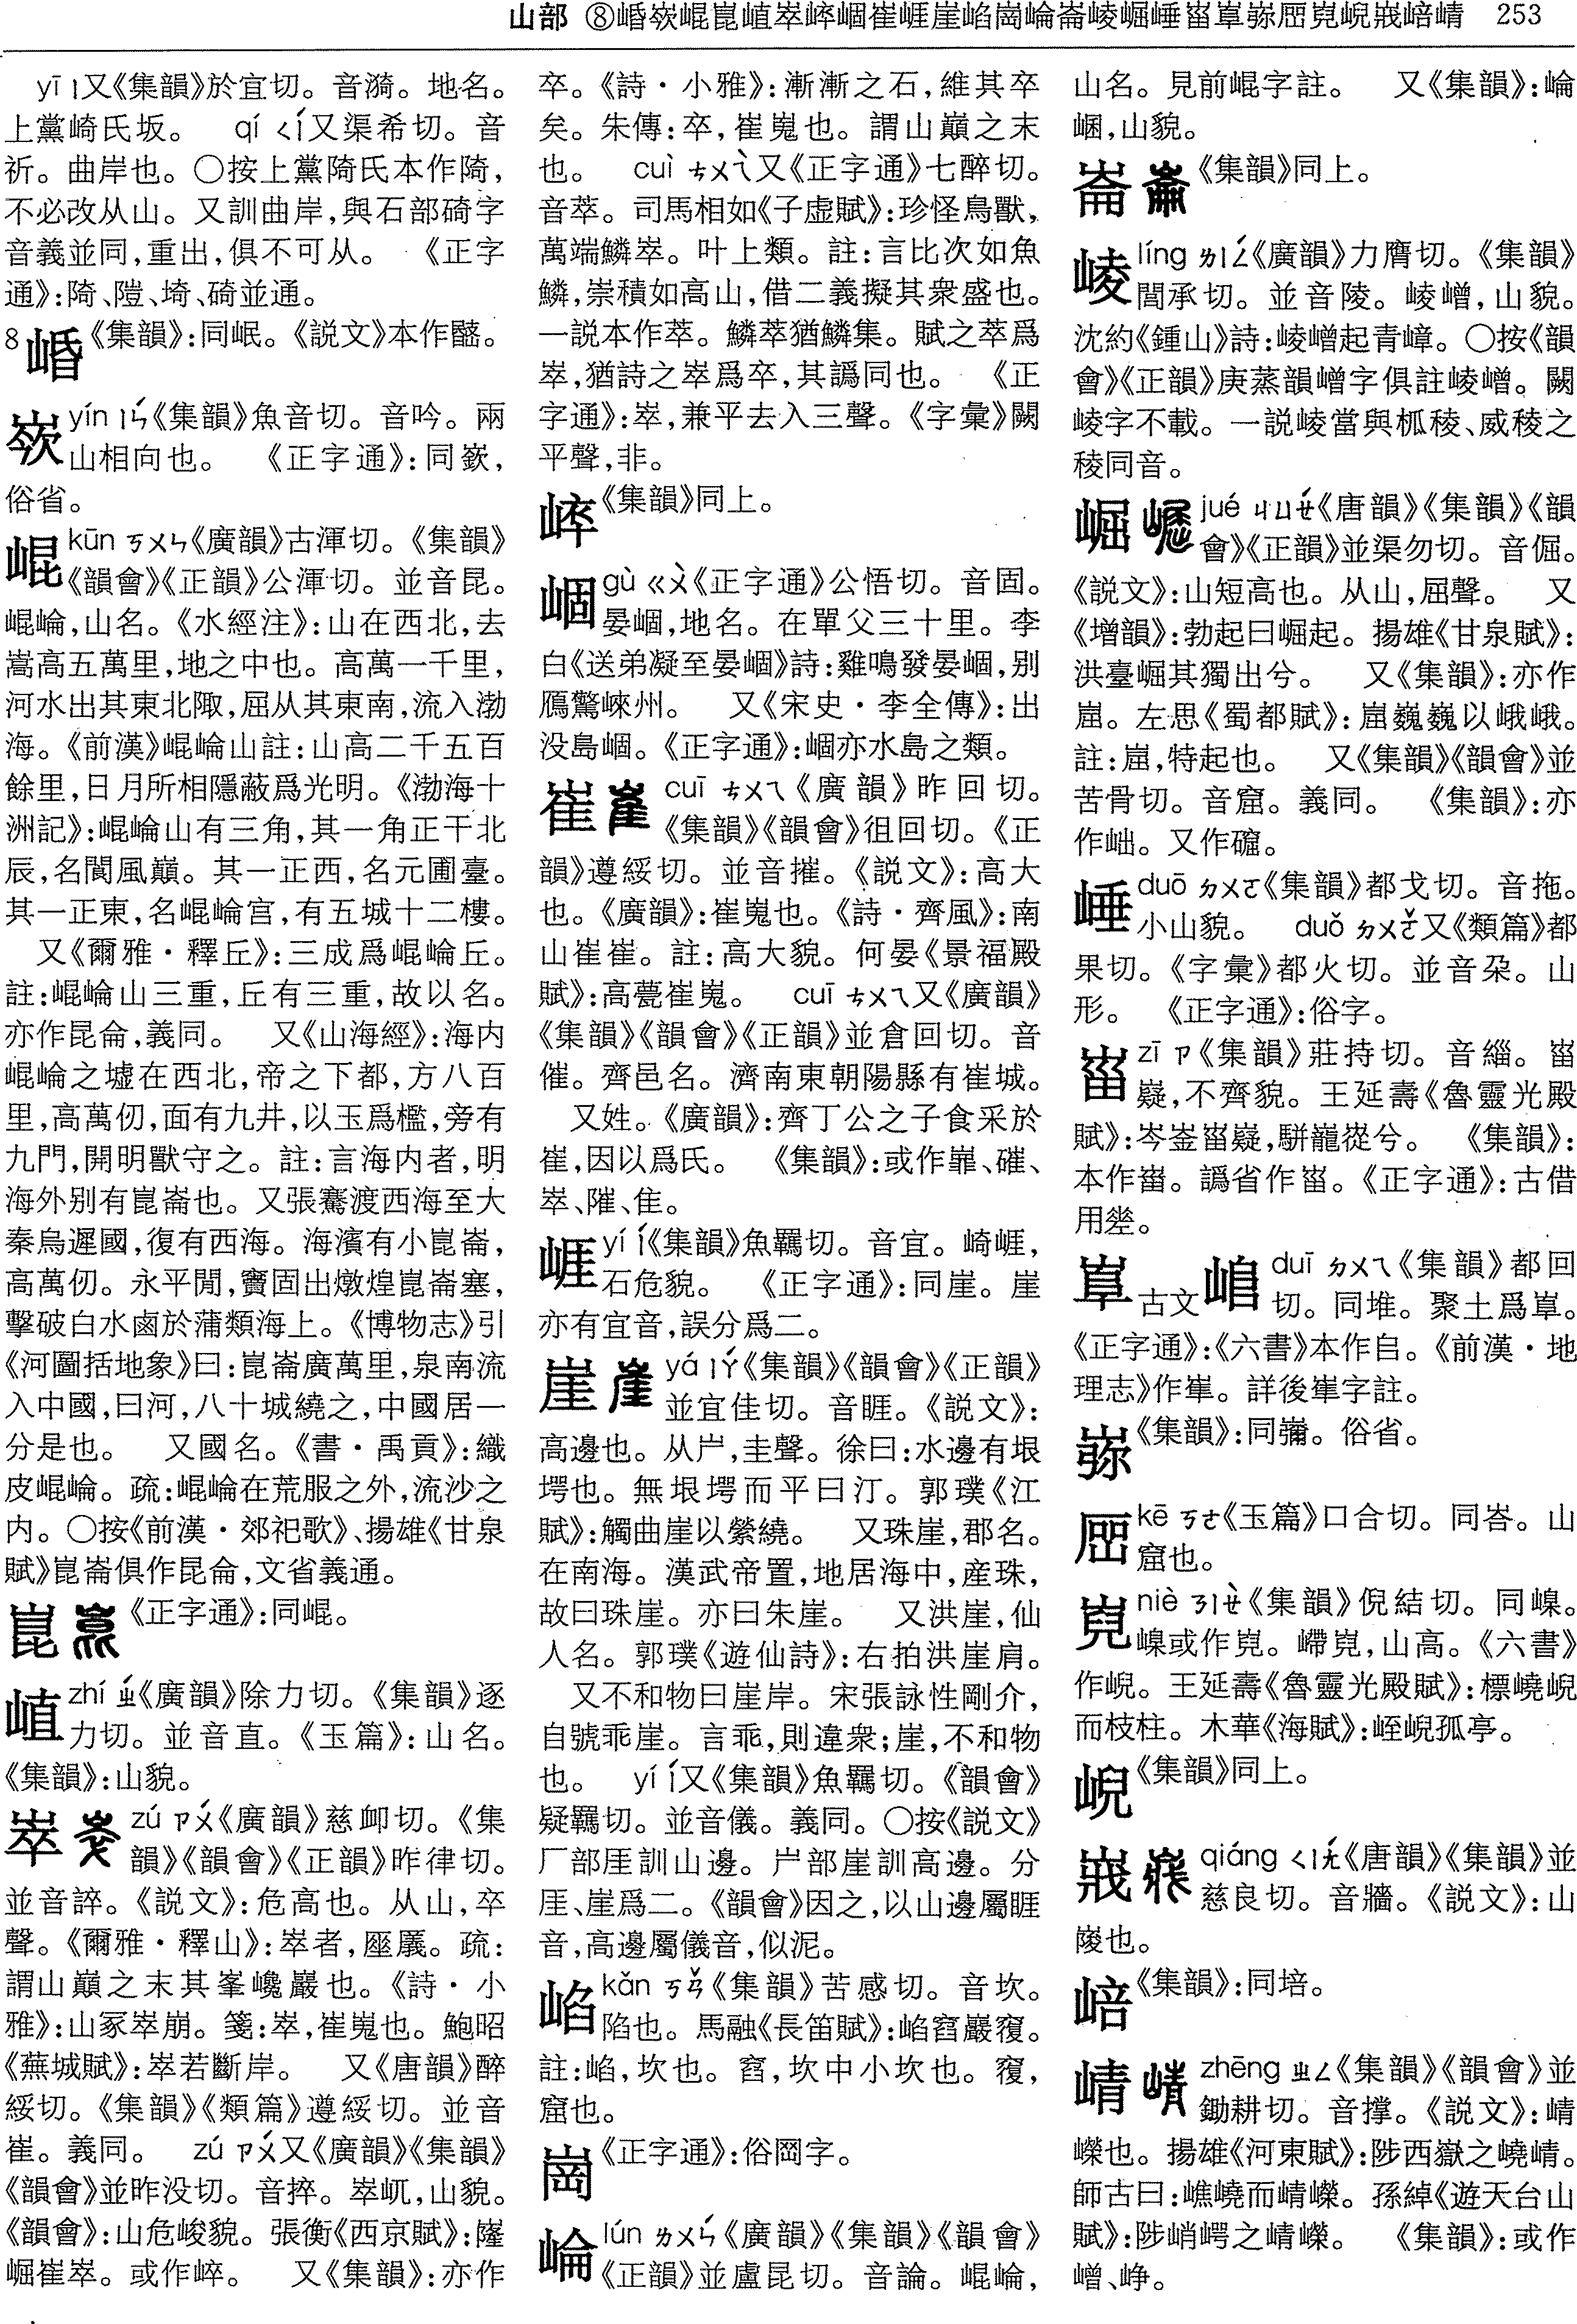 山部 ⑧崏嵚崐崑崉崒崪崓崔崕崖崅崗崘崙崚崛崜崰崞嵃崫㟧崥峩崷崝 253
yī ㄧ又《集韻》於宜切。音漪。地名。
上黨崎氏坂。 qí ㄑㄧˊ又渠希切。音
祈。曲岸也。〇按上黨陭氏本作陭，
不必改从山。又訓曲岸，與石部碕字
音義並同，重出，俱不可从。 《正字
通》：陭、隑、埼、碕並通。
8 崏《集韻》：同岷。《説文》本作𨸏。
yín ㄧㄣˊ《集韻》魚音切。音吟。兩
山相向也。 《正字通》：同嶔，
俗省。
崐 kūn ㄎㄨㄣ《廣韻》古渾切。《集韻》
《韻會》《正韻》公渾切。並音昆。
崐崘，山名。《水經注》：山在西北，去
嵩高五萬里，地之中也。高萬一千里，
河水出其東北陬，屈从其東南，流入渤
海。《前漢》崐崘山註：山高二千五百
餘里，日月所相隱蔽爲光明。《渤海十
洲記》：崐崘山有三角，其一角正干北
辰，名閬風巔。其一正西，名元圃臺。
其一正東，名崐崘宫，有五城十二樓。
又《爾雅·釋丘》：三成爲崐崘丘。
註：崐崘山三重，丘有三重，故以名。
亦作昆侖，義同。 又《山海經》：海内
崐崘之墟在西北，帝之下都，方八百
里，高萬仞，面有九井，以玉爲檻，旁有
九門，開明獸守之。註：言海内者，明
海外别有崑崙也。又張騫渡西海至大
秦烏遲國，復有西海。海濱有小崑崙，
高萬仞。永平閒，竇固出燉煌崑崙塞，
擊破白水鹵於蒲類海上。《博物志》引
《河圖括地象》曰：崑崙廣萬里，泉南流
入中國，曰河，八十城繞之，中國居一
分是也。 又國名。《書·禹貢》：織
皮崐崘。疏：崐崘在荒服之外，流沙之
内。〇按《前漢·郊祀歌》、揚雄《甘泉
賦》崑崙俱作昆侖，文省義通。
崑《正字通》：同崐。
zhí ㄓˊ《廣韻》除力切。《集韻》逐
力切。並音直。《玉篇》：山名。
《集韻》：山貌。
崒 zú ㄗㄨˊ《廣韻》慈卹切。《集
韻》《韻會》《正韻》昨律切。
並音誶。《説文》：危高也。从山，卒
聲。《爾雅·釋山》：崒者，厜㕒。疏：
謂山巔之末其峯巉巖也。《詩·小
雅》：山冢崒崩。箋：崒，崔嵬也。鮑昭
《蕪城賦》：崒若斷岸。 又《唐韻》醉
綏切。《集韻》《類篇》遵綏切。並音
崔。義同。 zú ㄗㄨˊ又《廣韻》《集韻》
《韻會》並昨没切。音捽。崒屼，山貌。
《韻會》：山危峻貌。張衡《西京賦》：隆
崛崔崒。或作崪。 又《集韻》：亦作
卒。《詩·小雅》：漸漸之石，維其卒
矣。朱傳：卒，崔嵬也。謂山巔之末
也。 cuì ㄘㄨㄟˋ又《正字通》七醉切。
音萃。司馬相如《子虚賦》：珍怪鳥獸，
萬端鱗崒。叶上類。註：言比次如魚
鱗，崇積如高山，借二義擬其衆盛也。
一説本作萃。鱗萃猶鱗集。賦之萃爲
崒，猶詩之崒爲卒，其譌同也。 《正
字通》：崒，兼平去入三聲。《字彙》闕
平聲，非。
崪《集韻》同上。
崓 gù ㄍㄨˋ《正字通》公悟切。音固。
晏崓，地名。在單父三十里。李
白《送弟凝至晏崓》詩：雞鳴發晏崓，别
鴈驚崍州。 又《宋史·李全傳》：出
没島崓。《正字通》：崓亦水島之類。
崔 cuī ㄘㄨㄟ《廣韻》昨回切。
《集韻》《韻會》徂回切。《正
韻》遵綏切。並音摧。《説文》：高大
也。《廣韻》：崔嵬也。《詩·齊風》：南
山崔崔。註：高大貌。何晏《景福殿
賦》：高甍崔嵬。 cuī ㄘㄨㄟ又《廣韻》
《集韻》《韻會》《正韻》並倉回切。音
催。齊邑名。濟南東朝陽縣有崔城。
又姓。《廣韻》：齊丁公之子食采於
崔，因以爲氏。 《集韻》：或作嶊、磪、
崒、隡、隹。
崕 yí ㄧˊ《集韻》魚羈切。音宜。崎崕，
石危貌。 《正字通》：同崖。崖
亦有宜音，誤分爲二。
崖 yá ㄧㄚˊ《集韻》《韻會》《正韻》
並宜佳切。音睚。《説文》：
高邊也。从屵，圭聲。徐曰：水邊有垠
堮也。無垠堮而平曰汀。郭璞《江
賦》：觸曲崖以縈繞。 又珠崖，郡名。
在南海。漢武帝置，地居海中，産珠，
故曰珠崖。亦曰朱崖。 又洪崖，仙
人名。郭璞《遊仙詩》：右拍洪崖肩。
又不和物曰崖岸。宋張詠性剛介，
自號乖崖。言乖，則違衆；崖，不和物
也。 yí ㄧˊ又《集韻》魚羈切。《韻會》
疑羈切。並音儀。義同。〇按《説文》
厂部厓訓山邊。屵部崖訓高邊。分
厓、崖爲二。《韻會》因之，以山邊屬睚
音，高邊屬儀音，似泥。
kǎn ㄎㄢˇ《集韻》苦感切。音坎。
陷也。馬融《長笛賦》：㟅窞巖覆。
註：㟅，坎也。窞，坎中小坎也。覆，
窟也。
崗《正字通》：俗岡字。
崘 lún ㄌㄨㄣˊ《廣韻》《集韻》《韻會》
《正韻》並盧昆切。音論。崐崘，
山名。見前崐字註。 又《集韻》：崘
崓，山貌。
崙《集韻》同上。
崚 líng ㄌㄧㄥˊ《廣韻》力膺切。《集韻》
閭承切。並音陵。崚嶒，山貌。
沈約《鍾山》詩：崚嶒起青嶂。〇按《韻
會》《正韻》庚蒸韻嶒字俱註崚嶒。闕
崚字不載。一説崚當與柧稜、威稜之
稜同音。
崛 jué ㄐㄩㄝˊ《唐韻》《集韻》《韻
會》《正韻》並渠勿切。音倔。
《説文》：山短高也。从山，屈聲。 又
《增韻》：勃起曰崛起。揚雄《甘泉賦》：
洪臺崛其獨出兮。 又《集韻》：亦作
崫。左思《蜀都賦》：崫巍巍以峨峨。
註：崫，特起也。 又《集韻》《韻會》並
苦骨切。音窟。義同。 《集韻》：亦
作㞷。又作𥕓。
崜 duō ㄉㄨㄛ《集韻》都戈切。音拖。
小山貌。 duǒ ㄉㄨㄛˇ又《類篇》都
果切。《字彙》都火切。並音朶。山
形。 《正字通》：俗字。
崰 zī ㄗ《集韻》莊持切。音緇。崰
嶷，不齊貌。王延壽《魯靈光殿
賦》：岑崟崰嶷，駢巃嵸兮。 《集韻》：
本作𡺾。譌省作崰。《正字通》：古借
用㘸。
古文 duī ㄉㄨㄟ《集韻》都回
切。同堆。聚土爲𡹐。
《正字通》：《六書》本作𠂤。《前漢·地
理志》作崋。詳後崋字註。
《集韻》：同嶶。俗省。
kē ㄎㄜ《玉篇》口合切。同峇。山
窟也。
niè ㄋㄧㄝˋ《集韻》倪結切。同嵲。
嵲或作㟧。嵽㟧，山高。《六書》
作崼。王延壽《魯靈光殿賦》：標嶢㟧
而枝柱。木華《海賦》：峌㟧孤亭。
《集韻》同上。
qiáng ㄑㄧㄤˊ《唐韻》《集韻》並
慈良切。音牆。《説文》：山
陖也。
《集韻》：同培。
崝 zhēng ㄓㄥ《集韻》《韻會》並
鋤耕切。音撑。《説文》：崝
嶸也。揚雄《河東賦》：陟西嶽之嶢崝。
師古曰：嶕嶢而崝嶸。孫綽《遊天台山
賦》：陟峭崿之崝嶸。 《集韻》：或作
嶒、崢。